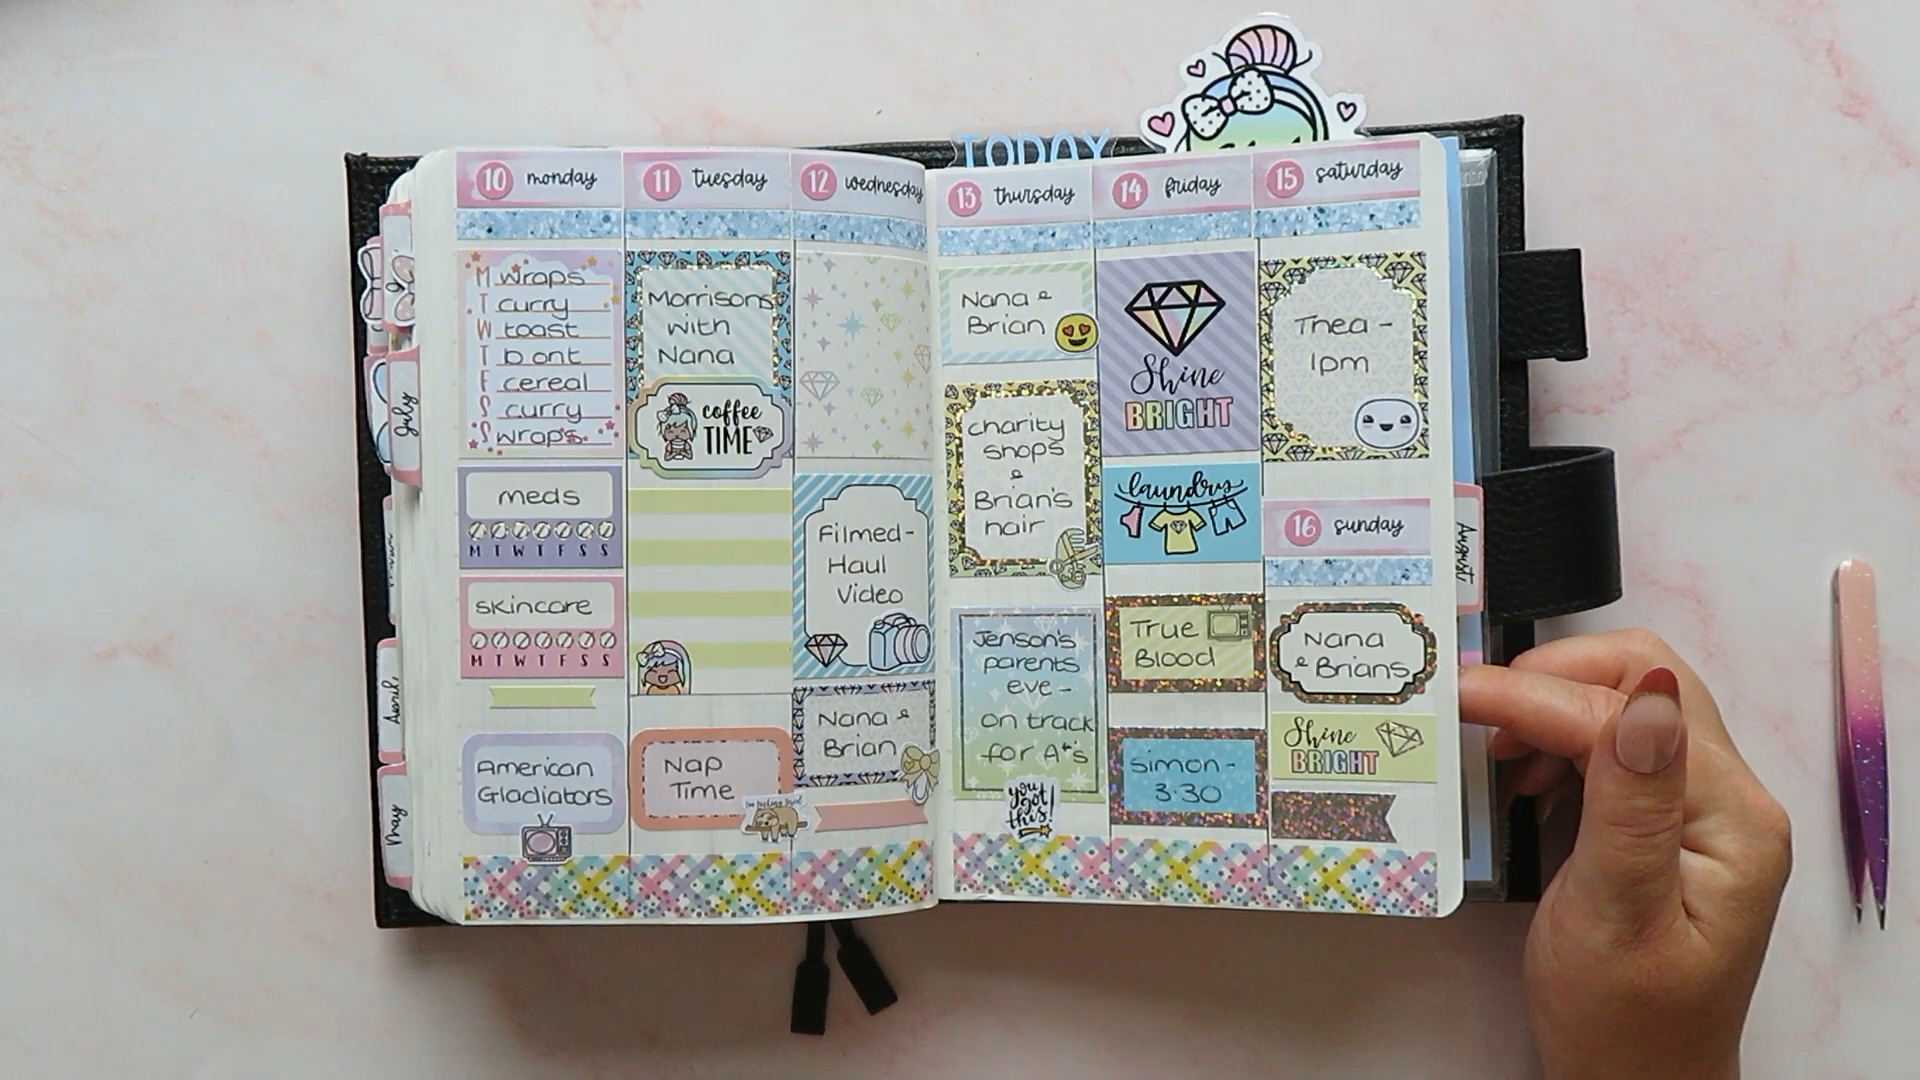 TODAY
10 monday
M wraps
T curry
W toast
T
F cereal
S curry
S wraps
meds
M T W T F S S
skincare
M T W T F S S
American
Gladiators
11 tuesday
Morrisons
with
Nana
coffee
TIME
Nap
Time
12 wednesday
Filmed-
Haul
Video
Nana &
Brian
13 thursday
Nana &
Brian
charity
shops
&
Brian's
hair
Jenson's
parents
eve -
on track
for A*'s
you
got
this!
14 friday
Shine
BRIGHT
laundry
True
Blood
simon-
3.30
15 saturday
Thea -
1pm
16 sunday
Nana
& Brians
Shine
BRIGHT
July
April
May
August